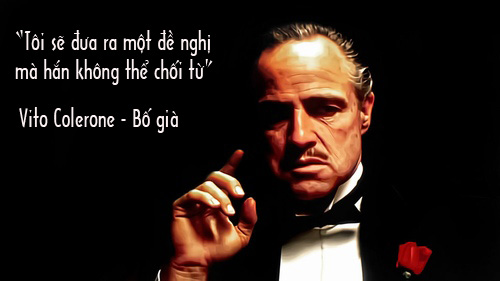 "Tôi sẽ đưa ra một đề nghị
mà hắn không thể chối từ"
Vito Colerone - Bố già